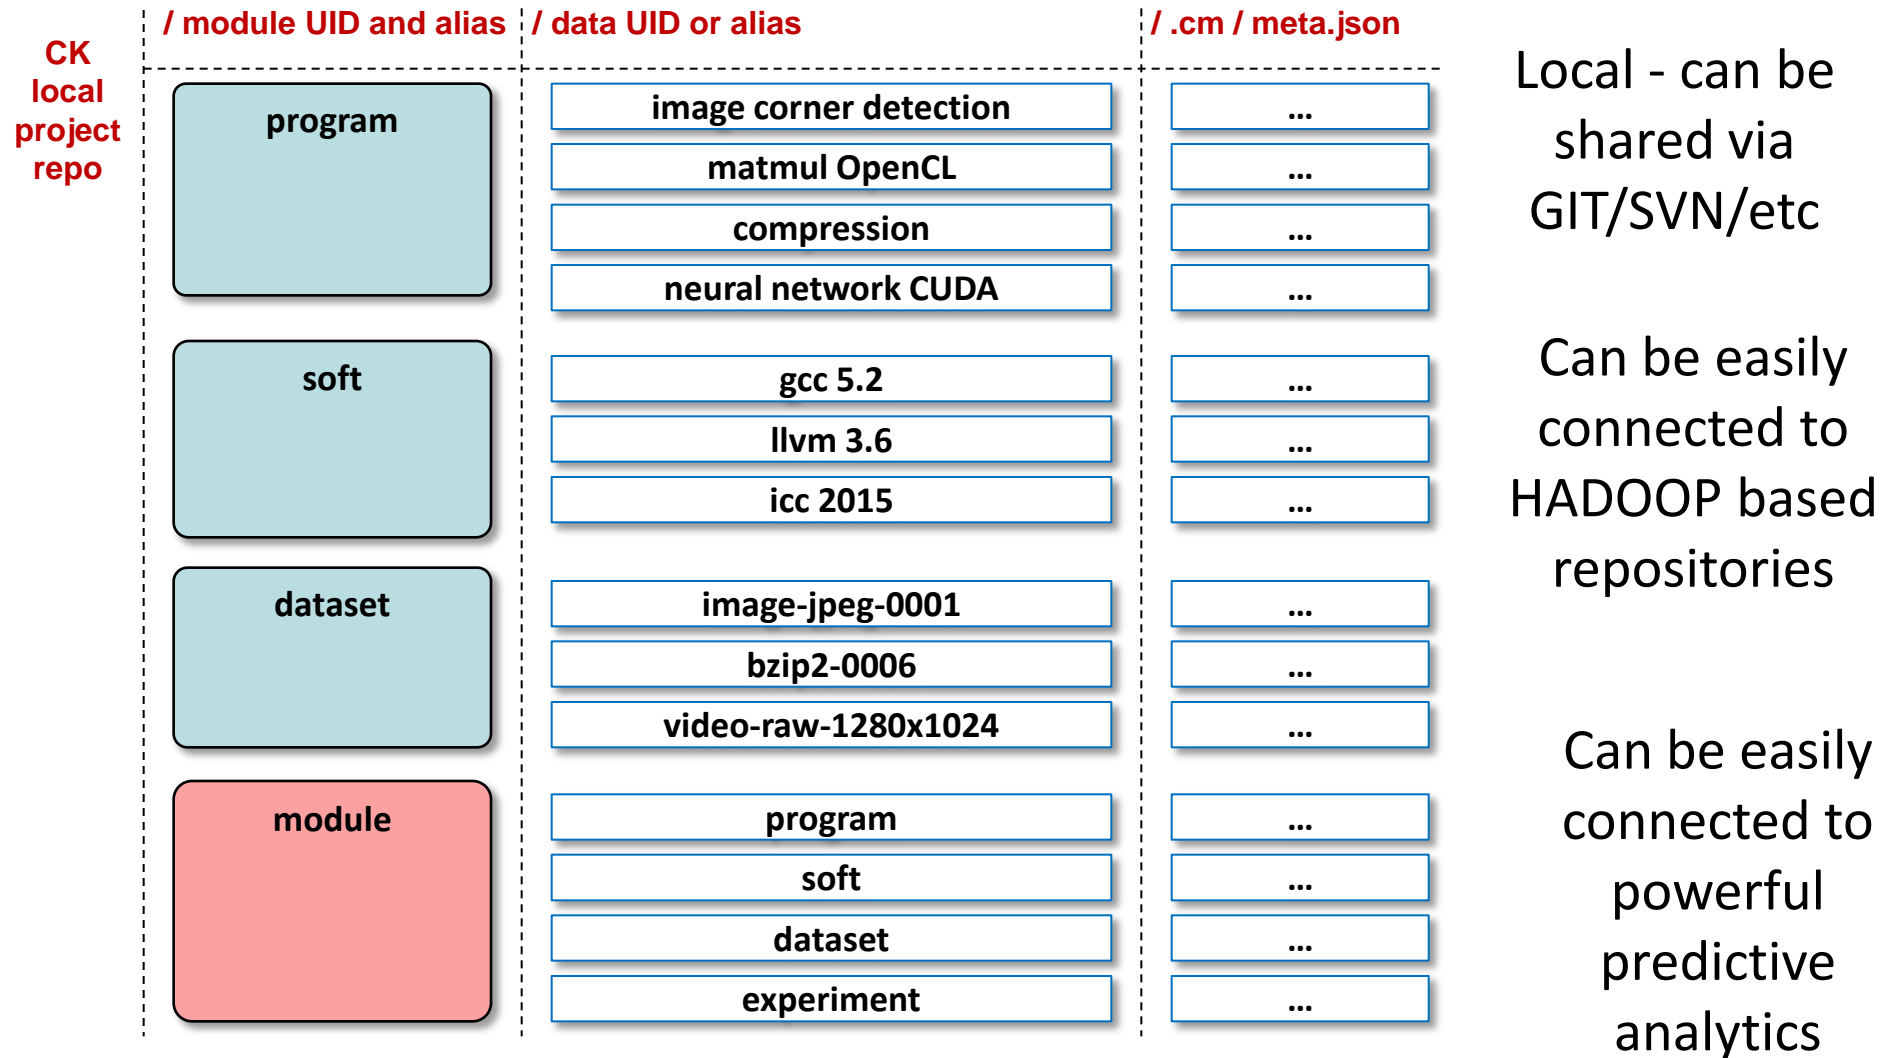 CK
local
project
repo
/ module UID and alias
/ data UID or alias
/ .cm / meta.json
program
image corner detection
...
matmul OpenCL
...
compression
...
neural network CUDA
...
soft
gcc 5.2
...
llvm 3.6
...
icc 2015
...
dataset
image-jpeg-0001
...
bzip2-0006
...
video-raw-1280x1024
...
module
program
...
soft
...
dataset
...
experiment
...
Local - can be
shared via
GIT/SVN/etc
Can be easily
connected to
HADOOP based
repositories
Can be easily
connected to
powerful
predictive
analytics